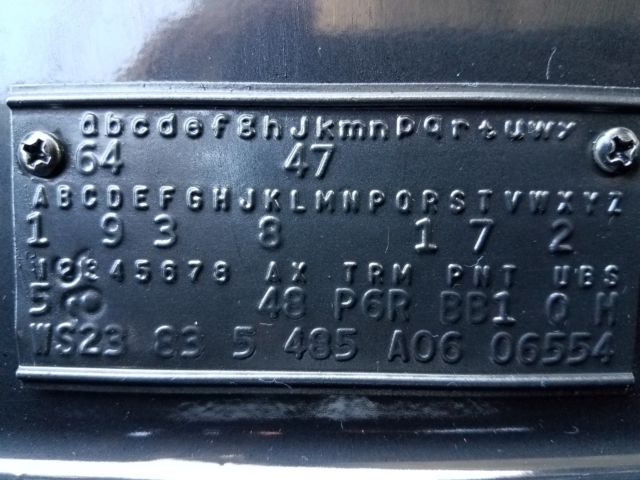 abcdefghJkmnpqrtuwxy
64 47
ABCDEFGHJKLMNPQRSTVWXYZ
1 9 3 8 1 7 2
12345678 AX TRM PNT UBS
5 48 P6R BB1 Q H
WS23 83 5 485 A06 06554